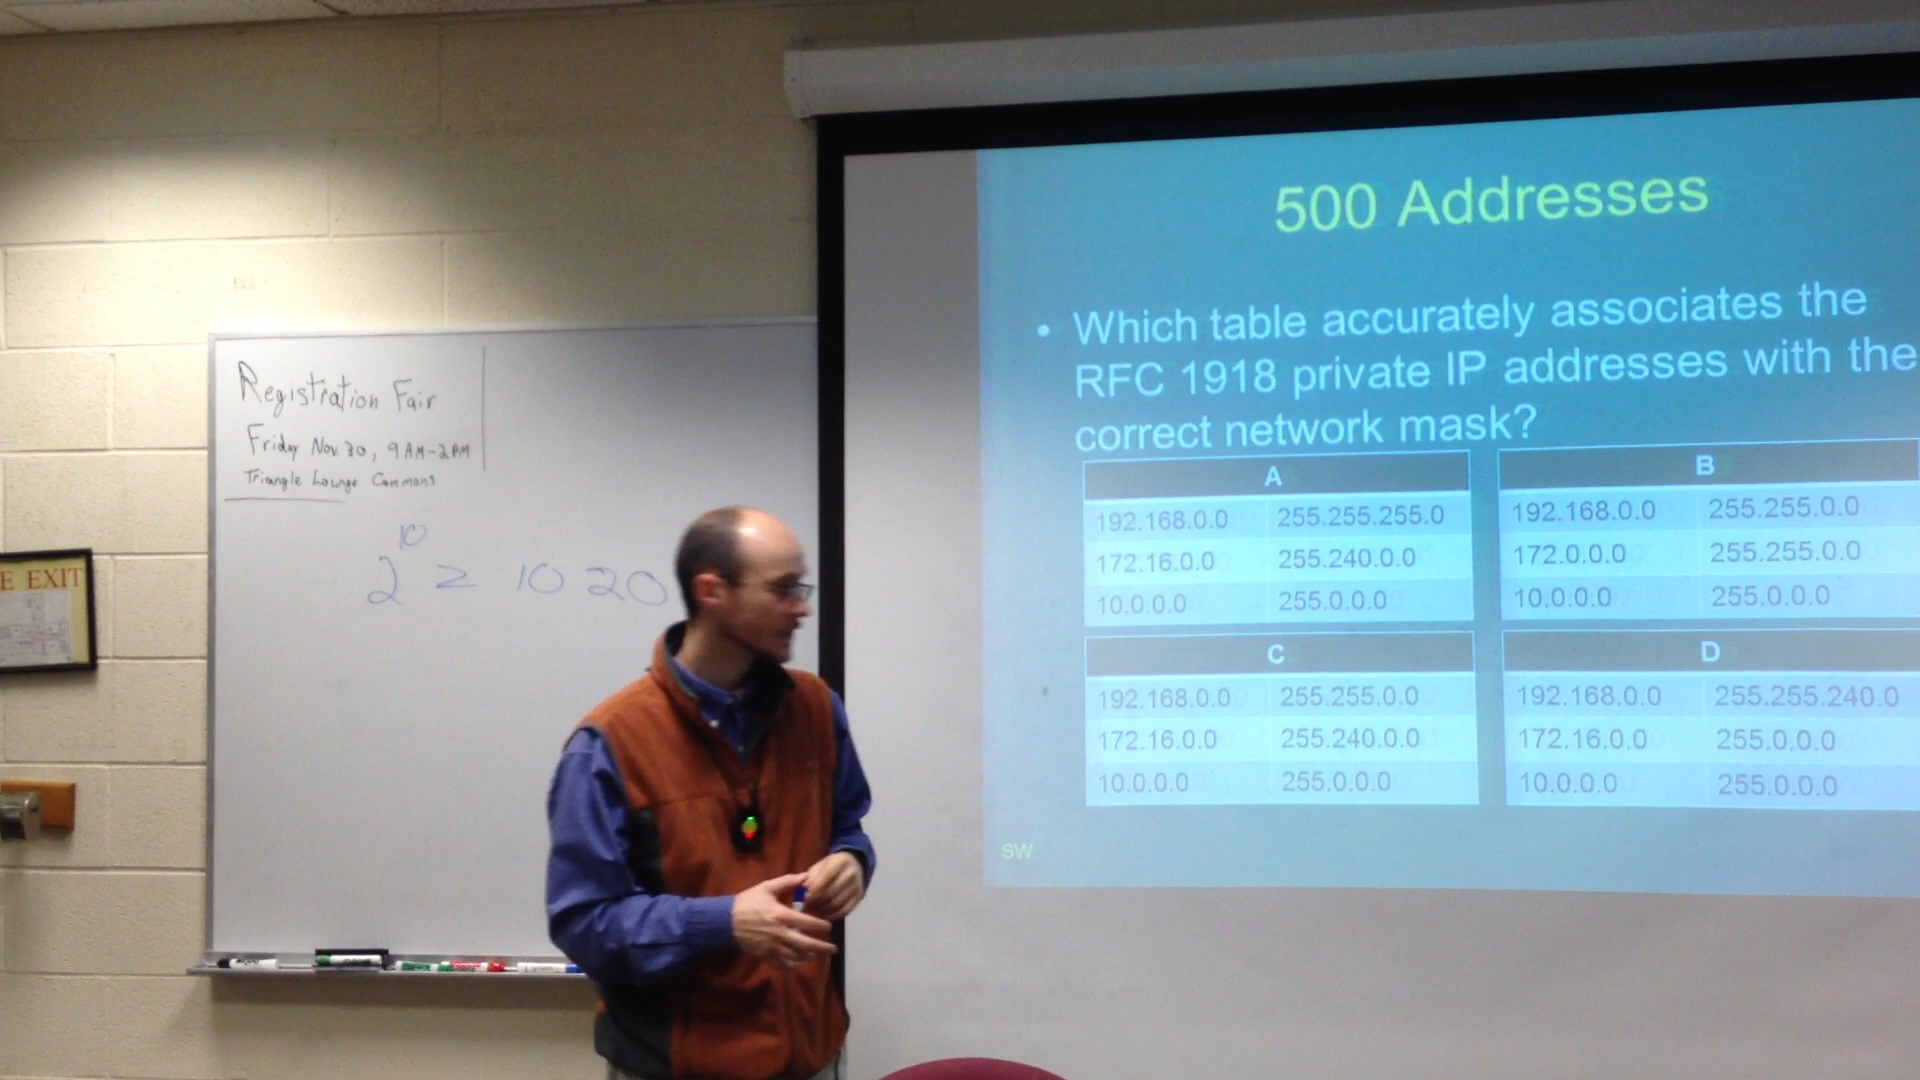 E EXIT
Registration Fair
Friday Nov. 30, 9 AM-2 PM
Triangle Lounge Commons
2^10 = 1020
500 Addresses
• Which table accurately associates the
RFC 1918 private IP addresses with the
correct network mask?
A
192.168.0.0 255.255.255.0
172.16.0.0 255.240.0.0
10.0.0.0 255.0.0.0
B
192.168.0.0 255.255.0.0
172.0.0.0 255.255.0.0
10.0.0.0 255.0.0.0
C
192.168.0.0 255.255.0.0
172.16.0.0 255.240.0.0
10.0.0.0 255.0.0.0
D
192.168.0.0 255.255.240.0
172.16.0.0 255.0.0.0
10.0.0.0 255.0.0.0
SW